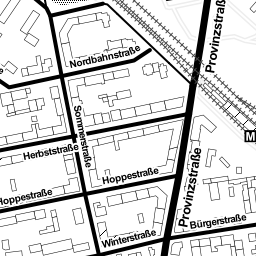 Provinzstraße
Nordbahnstraße
Sommerstraße
M
Herbststraße
Hoppestraße
Hoppestraße
Provinzstraße
Bürgerstraße
Winterstraße